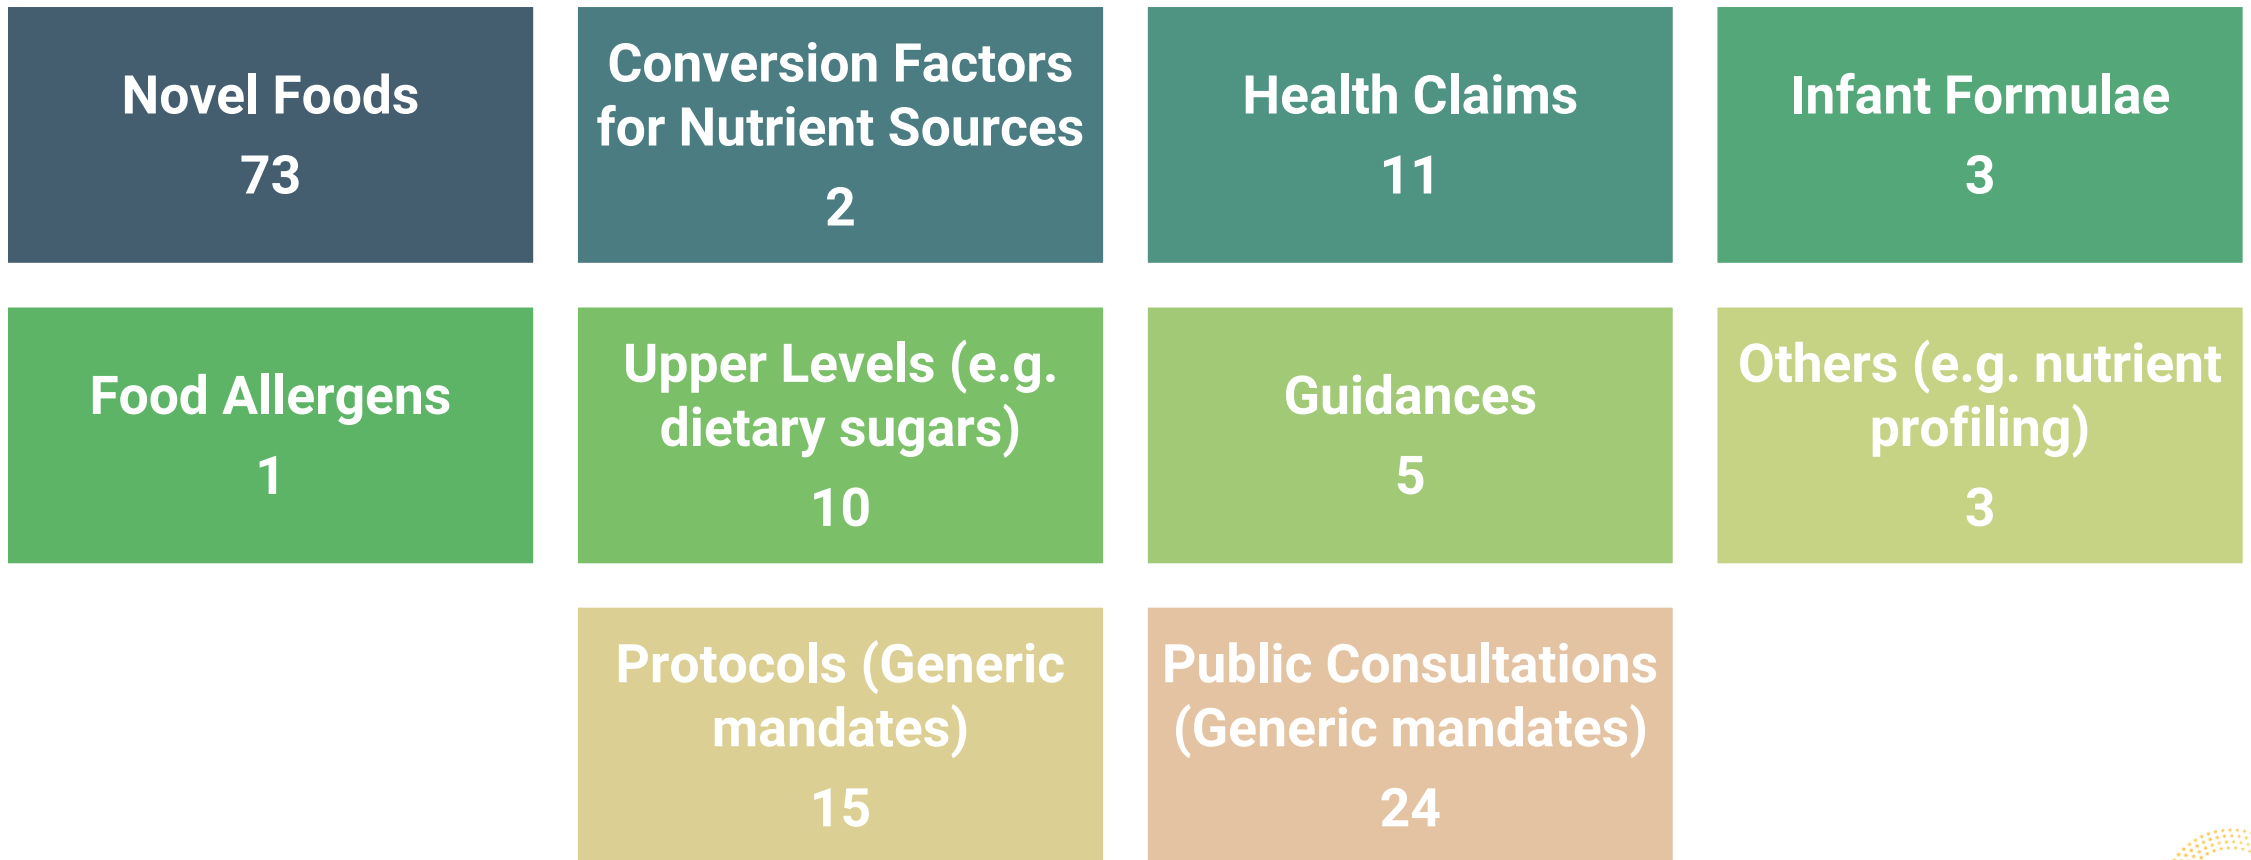 Novel Foods
73
Conversion Factors
for Nutrient Sources
2
Health Claims
11
Infant Formulae
3
Food Allergens
1
Upper Levels (e.g.
dietary sugars)
10
Guidances
5
Others (e.g. nutrient
profiling)
3
Protocols (Generic
mandates)
15
Public Consultations
(Generic mandates)
24